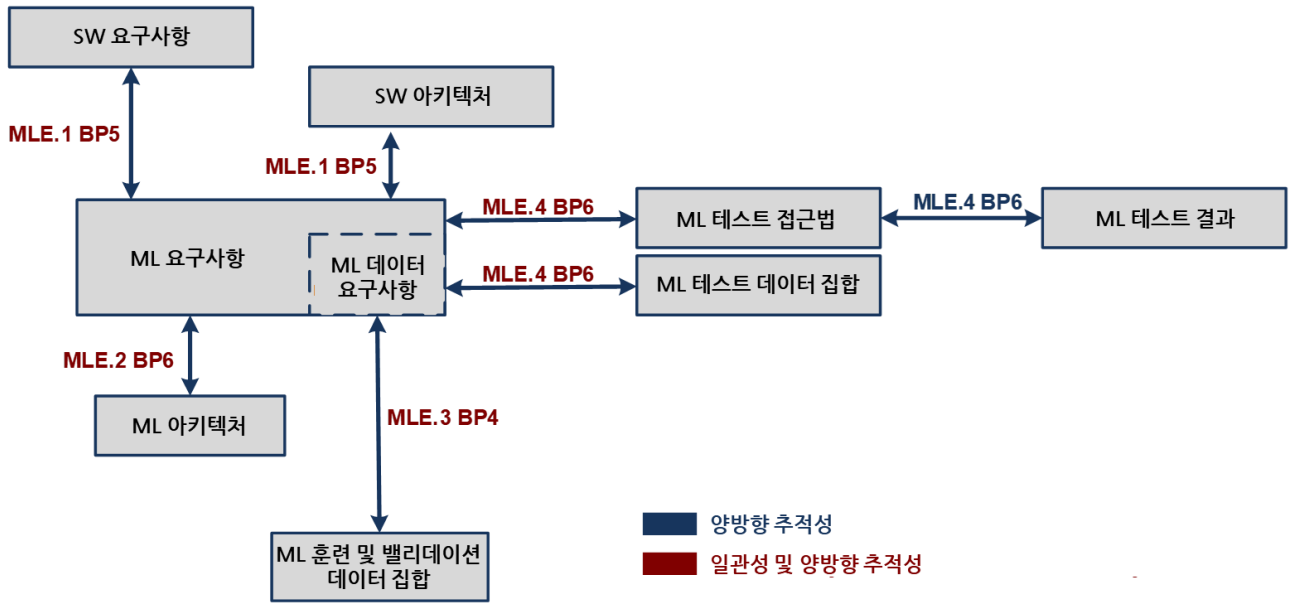 SW 요구사항
SW 아키텍처
MLE.1 BP5
MLE.1 BP5
MLE.4 BP6
MLE.4 BP6
ML 테스트 접근법
ML 테스트 결과
ML 요구사항
ML 데이터
요구사항
MLE.4 BP6
ML 테스트 데이터 집합
MLE.2 BP6
ML 아키텍처
MLE.3 BP4
ML 훈련 및 밸리데이션
데이터 집합
양방향 추적성
일관성 및 양방향 추적성